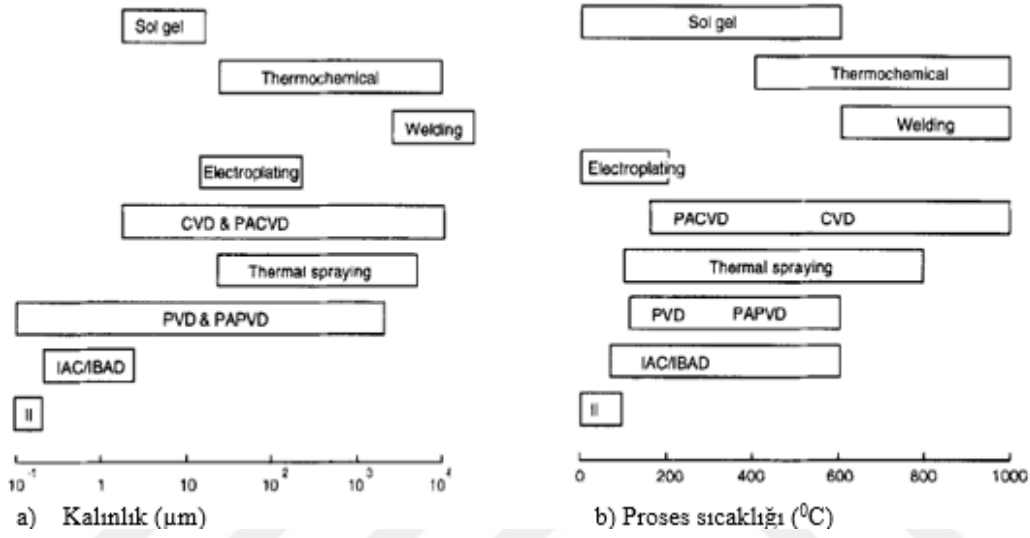 Sol gel
Thermochemical
Welding
Electroplating
CVD & PACVD
Thermal spraying
PVD & PAPVD
IAC/IBAD
II
10⁻¹ 1 10 10² 10³ 10⁴
a) Kalınlık (µm)
Sol gel
Thermochemical
Welding
Electroplating
PACVD CVD
Thermal spraying
PVD PAPVD
IAC/IBAD
II
0 200 400 600 800 1000
b) Proses sıcaklığı (⁰C)